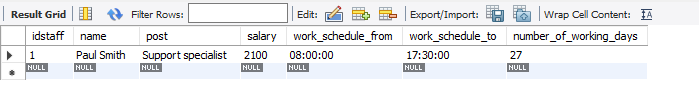 Result Grid Filter Rows: Edit: Export/Import: Wrap Cell Content: IA
idstaff name post salary work_schedule_from work_schedule_to number_of_working_days
1 Paul Smith Support specialist 2100 08:00:00 17:30:00 27
NULL NULL NULL NULL NULL NULL NULL